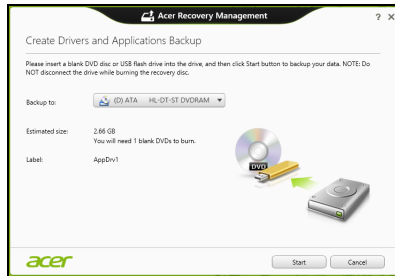 Acer Recovery Management
? ×
Create Drivers and Applications Backup
Please insert a blank DVD disc or USB flash drive into the drive, and then click Start button to backup your data. NOTE: Do
NOT disconnect the drive while burning the recovery disc.
Backup to: (D) ATA HL-DT-ST DVDRAM
Estimated size: 2.66 GB
You will need 1 blank DVDs to burn.
Label: AppDrv1
DVD
acer
Start Cancel